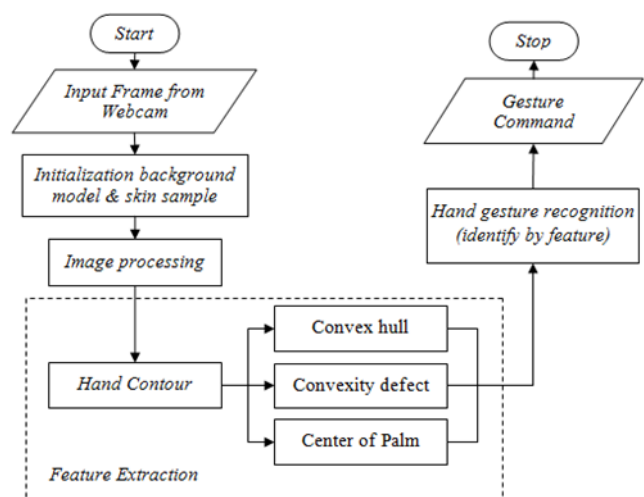 Start
Input Frame from
Webcam
Initialization background
model & skin sample
Image processing
Hand Contour
Convex hull
Convexity defect
Center of Palm
Feature Extraction
Hand gesture recognition
(identify by feature)
Gesture
Command
Stop